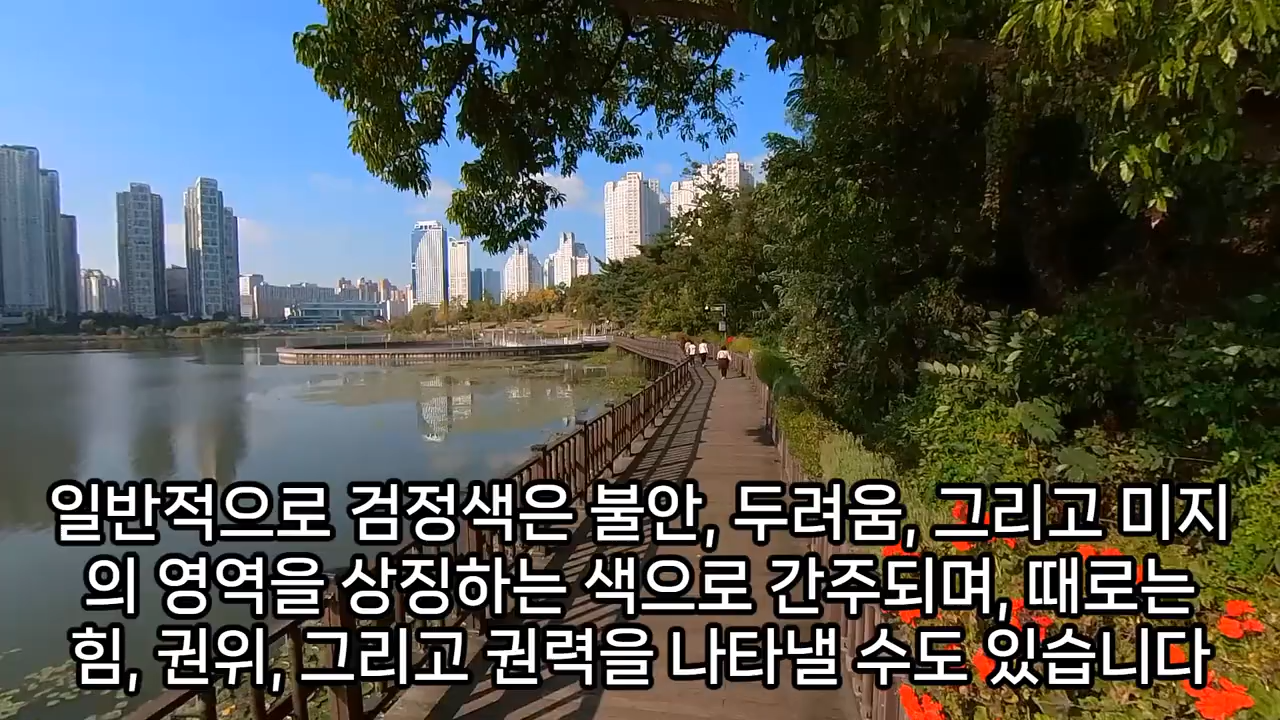 일반적으로 검정색은 불안, 두려움, 그리고 미지
의 영역을 상징하는 색으로 간주되며, 때로는
힘, 권위, 그리고 권력을 나타낼 수도 있습니다